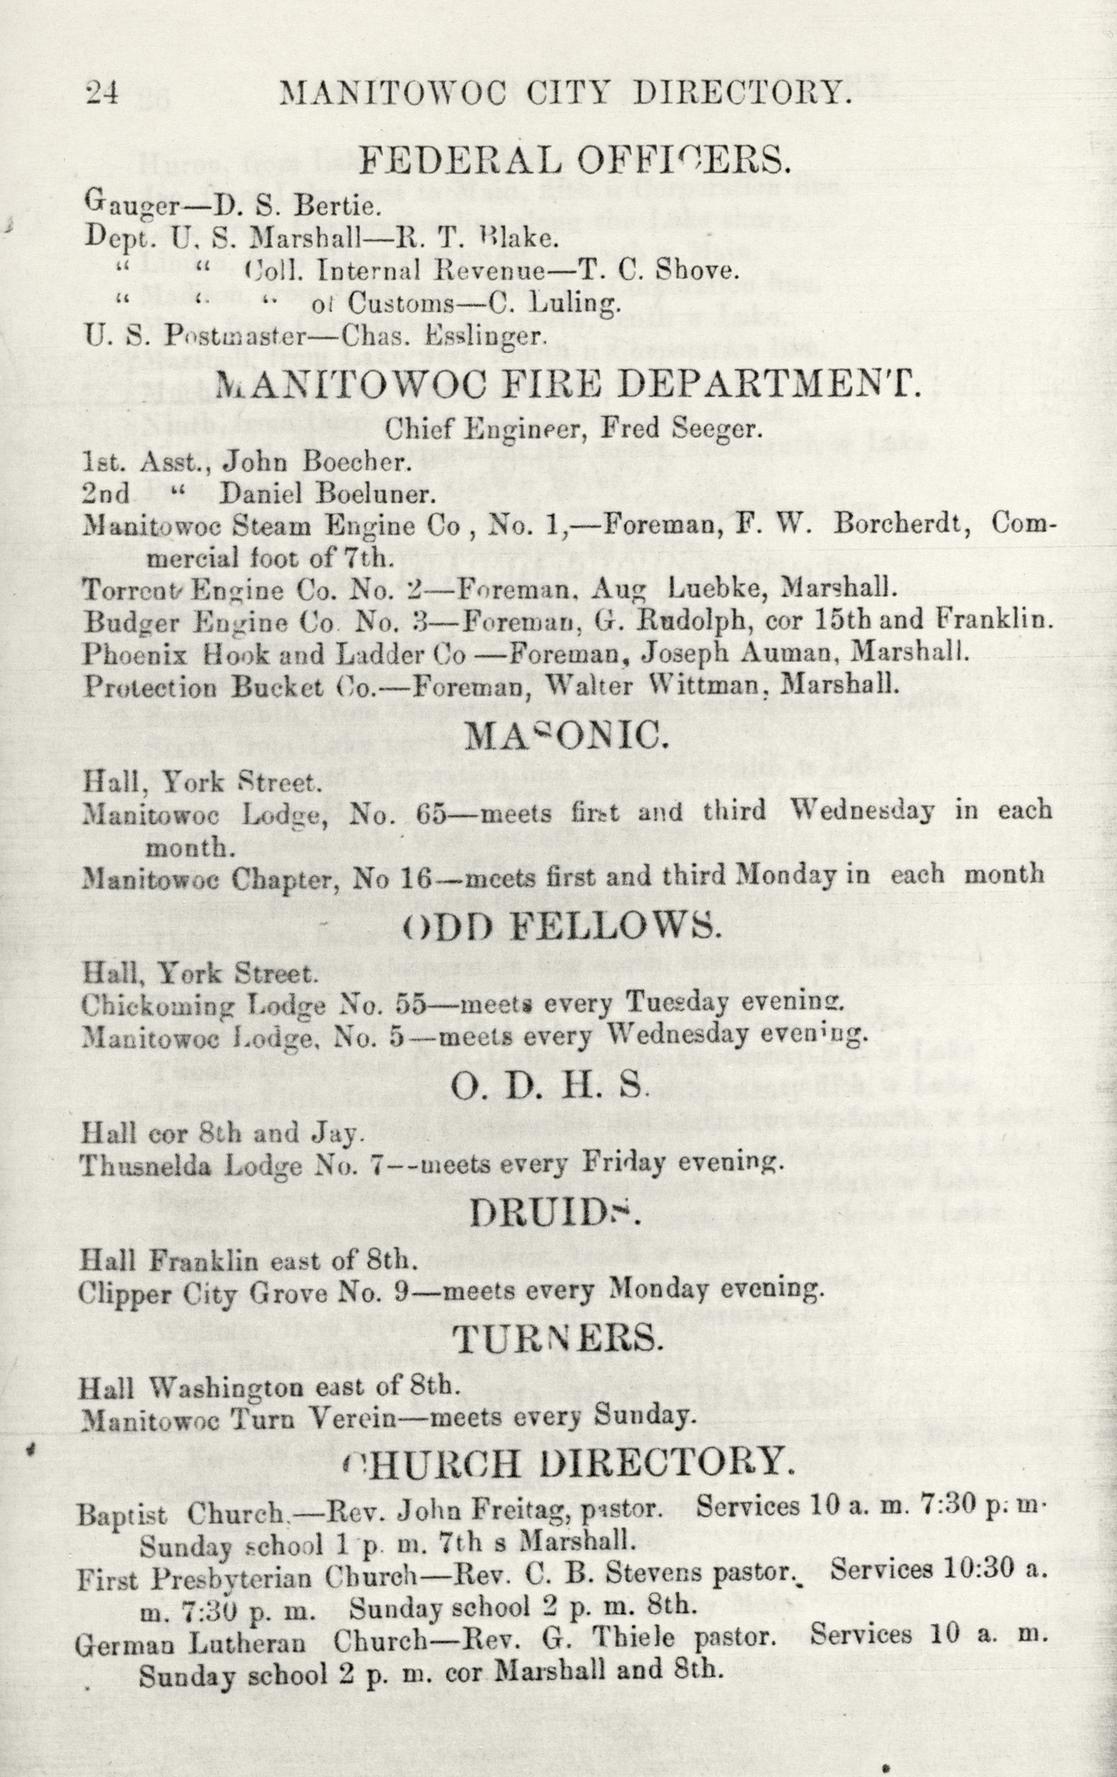 24 MANITOWOC CITY DIRECTORY.
FEDERAL OFFICERS.
Gauger—D. S. Bertie.
Dept. U. S. Marshall—R. T. Blake.
“ “ Coll. Internal Revenue—T. C. Shove.
“ “ “ of Customs—C. Luling.
U. S. Postmaster—Chas. Esslinger.
MANITOWOC FIRE DEPARTMENT.
Chief Engineer, Fred Seeger.
1st. Asst., John Boecher.
2nd “ Daniel Boeluner.
Manitowoc Steam Engine Co , No. 1,—Foreman, F. W. Borcherdt, Com-
mercial foot of 7th.
Torrent Engine Co. No. 2—Foreman, Aug Luebke, Marshall.
Budger Engine Co. No. 3—Foreman, G. Rudolph, cor 15th and Franklin.
Phoenix Hook and Ladder Co —Foreman, Joseph Auman, Marshall.
Protection Bucket Co.—Foreman, Walter Wittman, Marshall.
MASONIC.
Hall, York Street.
Manitowoc Lodge, No. 65—meets first and third Wednesday in each
month.
Manitowoc Chapter, No 16—meets first and third Monday in each month
ODD FELLOWS.
Hall, York Street.
Chickoming Lodge No. 55—meets every Tuesday evening.
Manitowoc Lodge, No. 5—meets every Wednesday evening.
O. D. H. S.
Hall cor 8th and Jay.
Thusnelda Lodge No. 7--meets every Friday evening.
DRUIDS.
Hall Franklin east of 8th.
Clipper City Grove No. 9—meets every Monday evening.
TURNERS.
Hall Washington east of 8th.
Manitowoc Turn Verein—meets every Sunday.
CHURCH DIRECTORY.
Baptist Church.—Rev. John Freitag, pastor. Services 10 a. m. 7:30 p. m.
Sunday school 1 p. m. 7th s Marshall.
First Presbyterian Church—Rev. C. B. Stevens pastor. Services 10:30 a.
m. 7:30 p. m. Sunday school 2 p. m. 8th.
German Lutheran Church—Rev. G. Thiele pastor. Services 10 a. m.
Sunday school 2 p. m. cor Marshall and 8th.